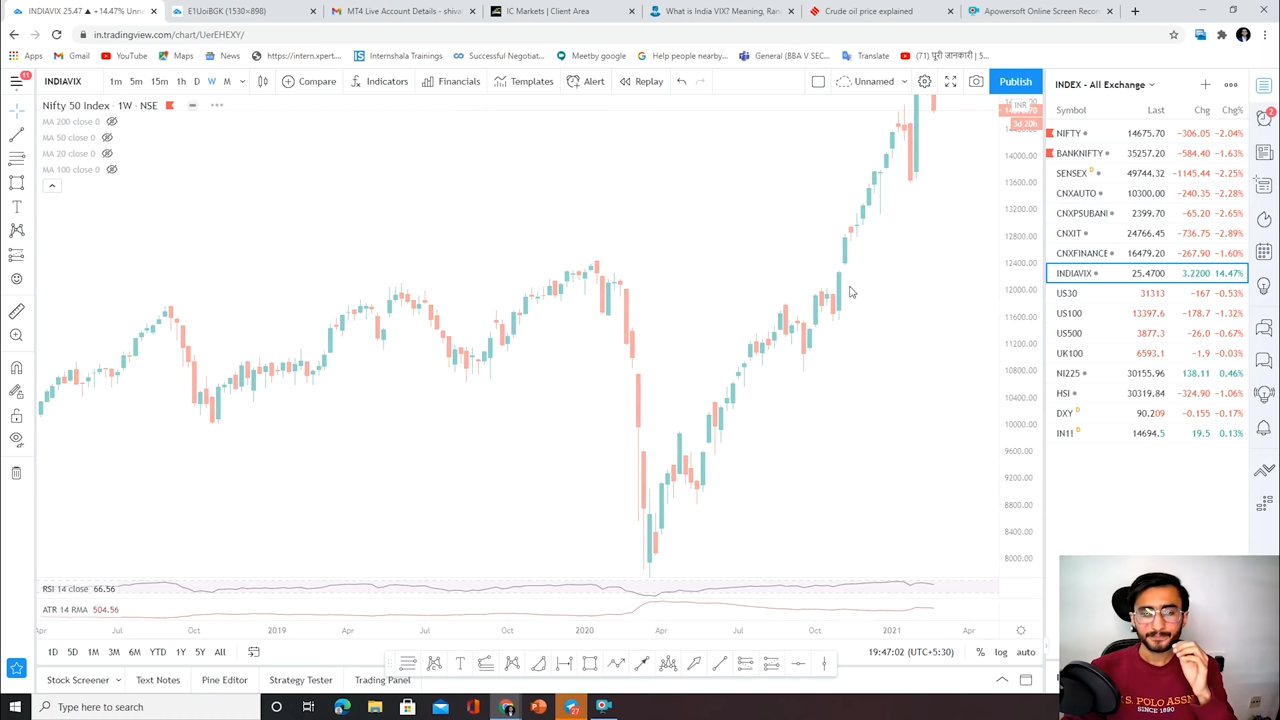 INDIAVIX 25.47 ▲ +14.47% Unna
E1UoiBGK (1530×898)
MT4 Live Account Details - shiva
IC Markets | Client Area
What is India VIX? Meaning, Ran
Crude oil price explained
Apowersoft Online Screen Recor
in.tradingview.com/chart/UerEHEXY/
Apps
Gmail
YouTube
Maps
https://intern.xpert...
Internshala Trainings
Successful Negotiat...
Meetby google
Help people nearby...
General (BBA V SEC...
Translate
(71) पूरी जानकारी | S...
11
INDIAVIX
1m 5m 15m 1h D W M
Compare
Indicators
Financials
Templates
Alert
Replay
Unnamed
Publish
INDEX - All Exchange
Symbol Last Chg Chg%
Nifty 50 Index · 1W · NSE
MA 200 close 0
MA 50 close 0
MA 20 close 0
MA 100 close 0
INR
3d 20h
14000.00
13600.00
13200.00
12800.00
12400.00
12000.00
11600.00
11200.00
10800.00
10400.00
10000.00
9600.00
9200.00
8800.00
8400.00
8000.00
NIFTY 14675.70 −306.05 −2.04%
BANKNIFTY 35257.20 −584.40 −1.63%
SENSEX D 49744.32 −1145.44 −2.25%
CNXAUTO 10300.00 −240.35 −2.28%
CNXPSUBANI 2399.70 −65.20 −2.65%
CNXIT 24766.45 −736.75 −2.89%
CNXFINANCE 16479.20 −267.90 −1.60%
INDIAVIX 25.4700 3.2200 14.47%
US30 31313 −167 −0.53%
US100 13397.6 −178.7 −1.32%
US500 3877.3 −26.0 −0.67%
UK100 6593.1 −1.9 −0.03%
NI225 30155.96 138.11 0.46%
HSI 30319.84 −324.90 −1.06%
DXY D 90.209 −0.155 −0.17%
IN1! D 14694.5 19.5 0.13%
2
RSI 14 close 66.56
ATR 14 RMA 504.56
Apr Jul Oct 2019 Apr Jul Oct 2020 Apr Jul Oct 2021 Apr
1D 5D 1M 3M 6M YTD 1Y 5Y All
19:47:02 (UTC+5:30)
% log auto
Stock Screener
Text Notes
Pine Editor
Strategy Tester
Trading Panel
U.S. POLO ASSN
SINCE 1890
Type here to search
27